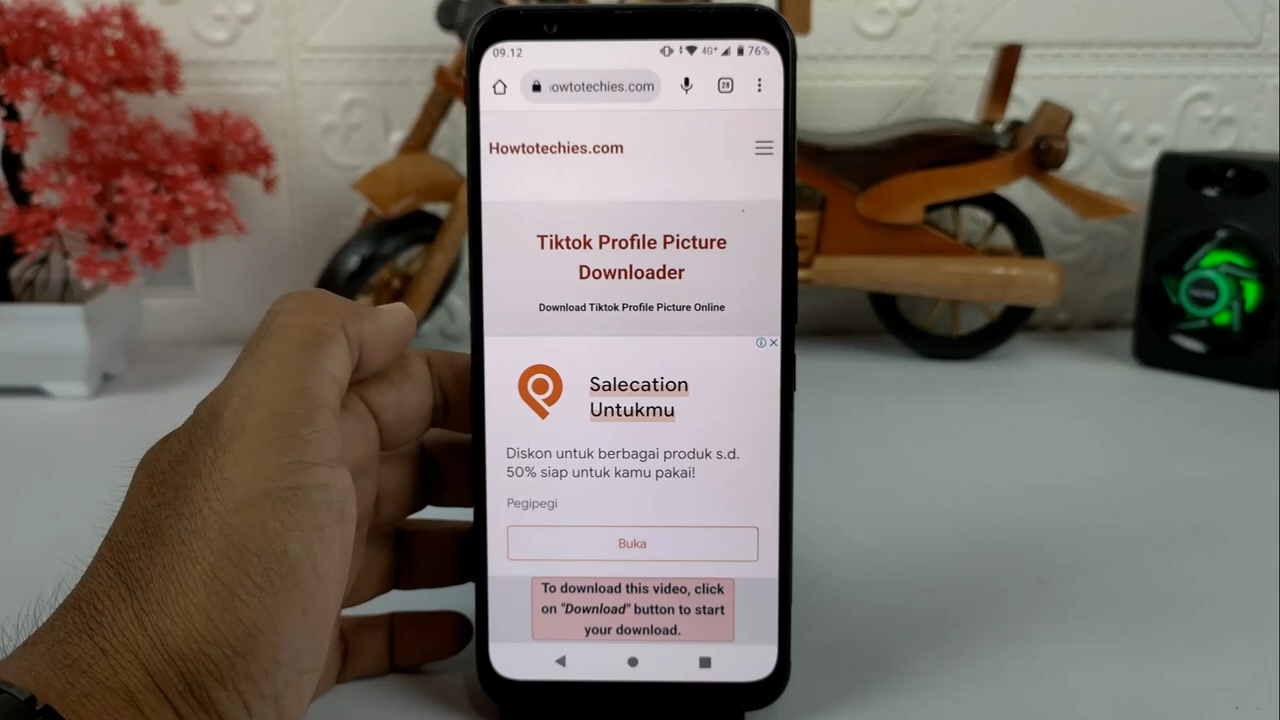 09.12
4G+
76%
owtotechies.com
28
Howtotechies.com
Tiktok Profile Picture
Downloader
Download Tiktok Profile Picture Online
Salecation
Untukmu
Diskon untuk berbagai produk s.d.
50% siap untuk kamu pakai!
Pegipegi
Buka
To download this video, click
on "Download" button to start
your download.